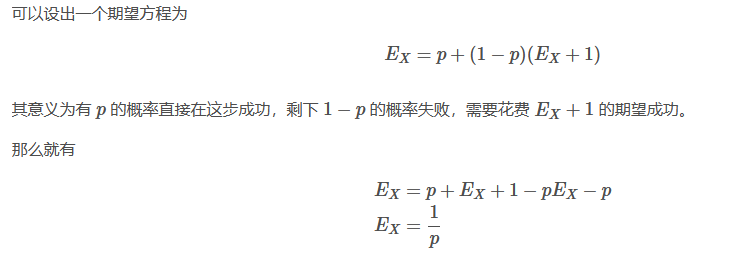 可以设出一个期望方程为
E_X = p + (1 − p)(E_X + 1)
其意义为有 p 的概率直接在这步成功，剩下 1 − p 的概率失败，需要花费 E_X + 1 的期望成功。
那么就有
E_X = p + E_X + 1 − pE_X − p
E_X = \frac{1}{p}